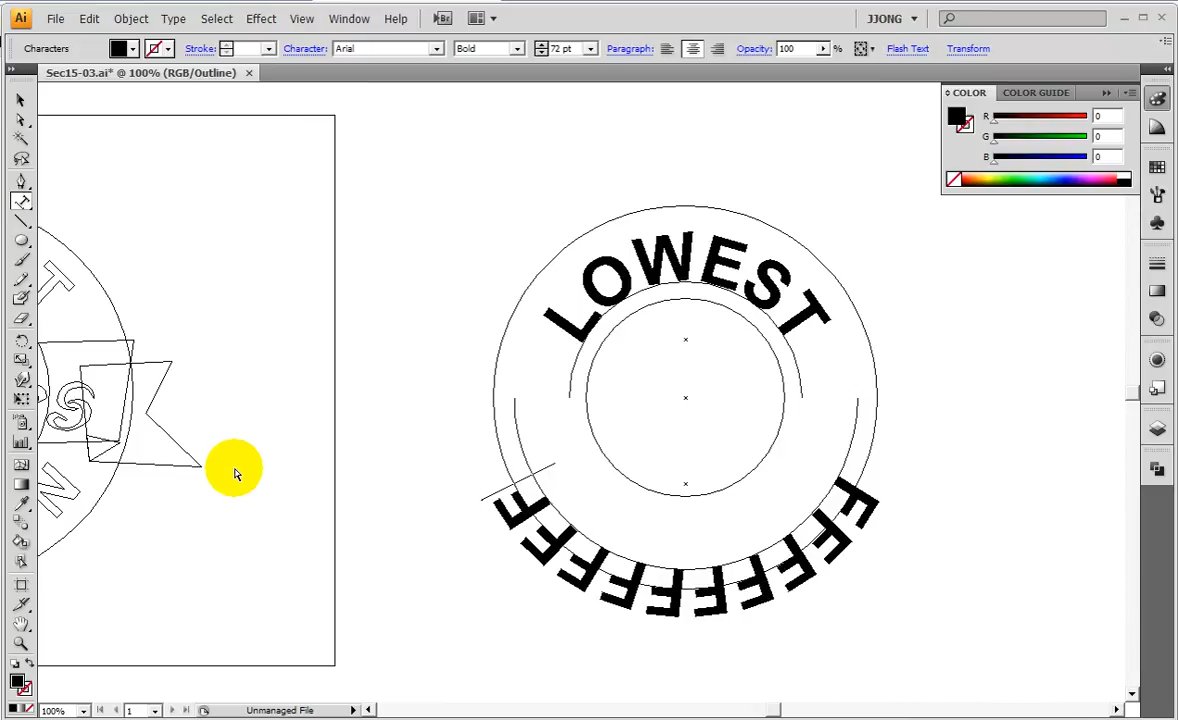 Ai File Edit Object Type Select Effect View Window Help Br JJONG
Characters Stroke: Character: Arial Bold 72 pt Paragraph: Opacity: 100 % Flash Text Transform
Sec15-03.ai* @ 100% (RGB/Outline)
COLOR COLOR GUIDE
R 0
G 0
B 0
LOWEST
T
S
N
FFFFFFFFF
100% 1 Unmanaged File